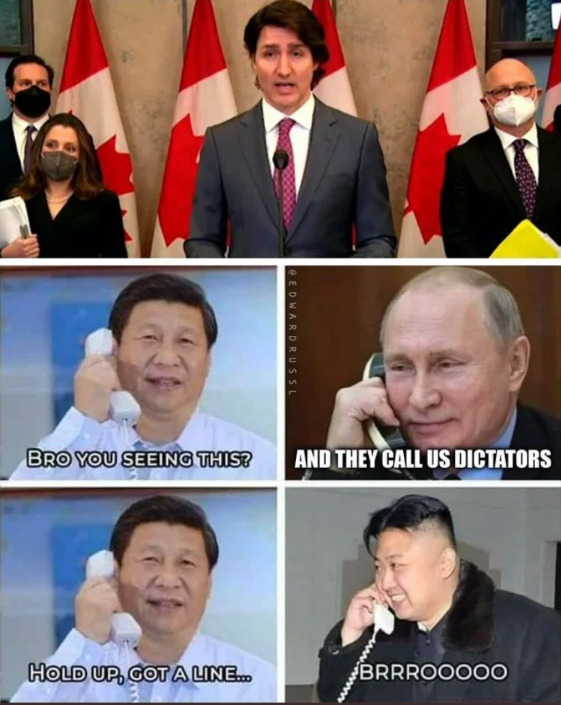 @EDWARDRUSSL
BRO YOU SEEING THIS?
AND THEY CALL US DICTATORS
HOLD UP, GOT A LINE...
BRRROOOOO